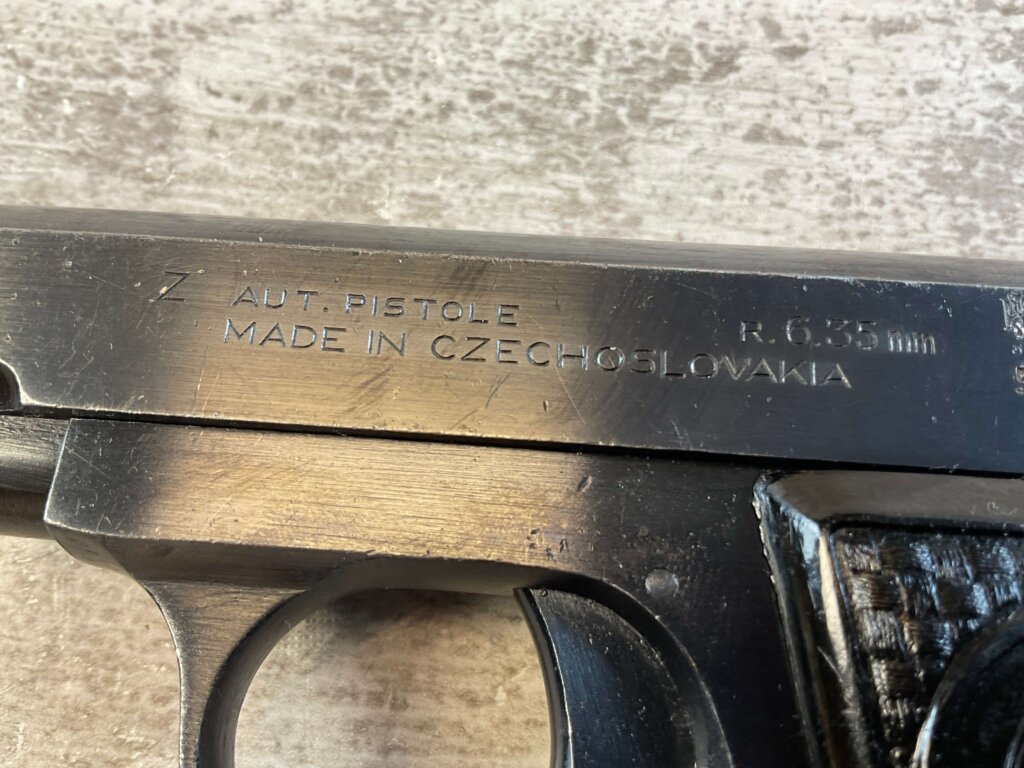 Z AUT. PISTOLE R. 6.35 mm
MADE IN CZECHOSLOVAKIA